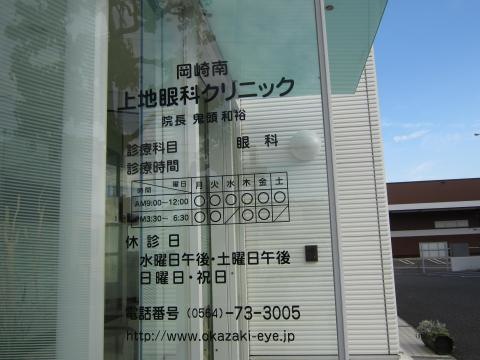 岡崎南
上地眼科クリニック
院長 鬼頭和裕
診療科目 眼科
診療時間
時間 曜日 月 火 水 木 金 土
AM9:00~12:00 ○ ○ ○ ○ ○ ○
PM3:30~ 6:30 ○ ○ / ○ ○ /
休診日
水曜日午後・土曜日午後
日曜日・祝日
電話番号 (0564)-73-3005
http://www.okazaki-eye.jp